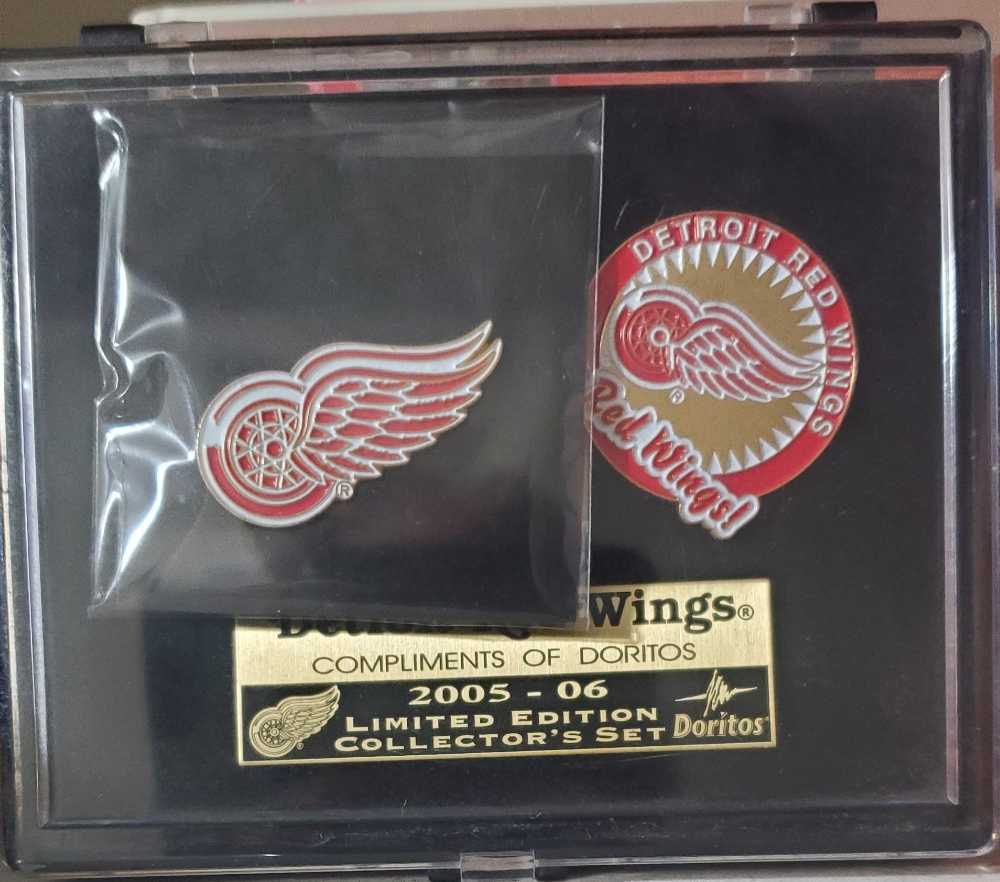 DETROIT RED WINGS
®
Red Wings!
®
Wings®
COMPLIMENTS OF DORITOS
2005 - 06
LIMITED EDITION
COLLECTOR'S SET
Doritos